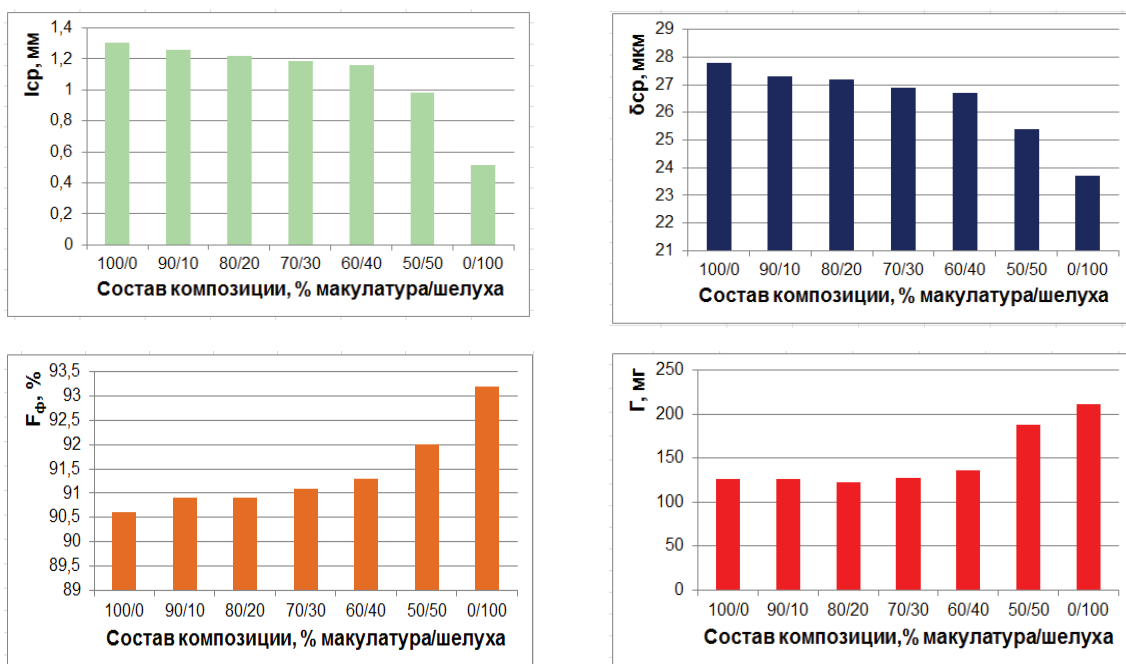 lср, мм
1,4
1,2
1
0,8
0,6
0,4
0,2
0
100/0 90/10 80/20 70/30 60/40 50/50 0/100
Состав композиции, % макулатура/шелуха
δср, мкм
29
28
27
26
25
24
23
22
21
100/0 90/10 80/20 70/30 60/40 50/50 0/100
Состав композиции, % макулатура/шелуха
Fф, %
93,5
93
92,5
92
91,5
91
90,5
90
89,5
89
100/0 90/10 80/20 70/30 60/40 50/50 0/100
Состав композиции, % макулатура/шелуха
Г, мг
250
200
150
100
50
0
100/0 90/10 80/20 70/30 60/40 50/50 0/100
Состав композиции,% макулатура/шелуха